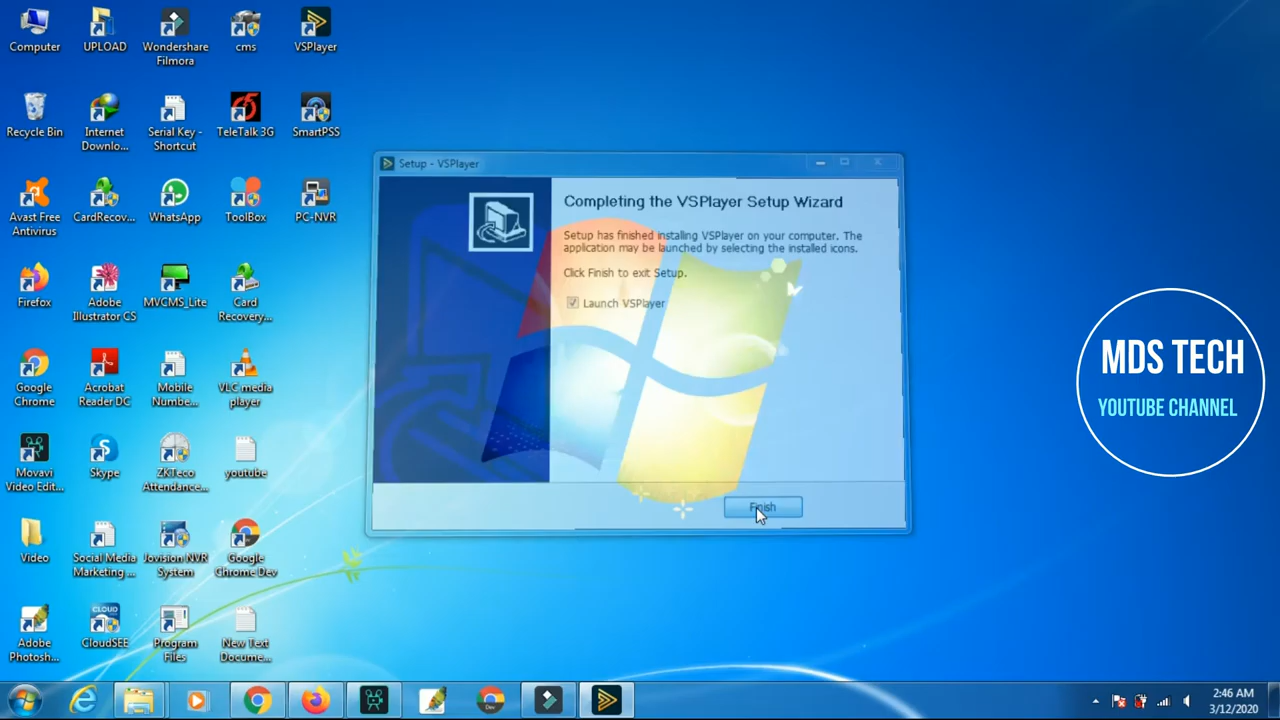 Computer
UPLOAD
Wondershare
Filmora
cms
VSPlayer
Recycle Bin
Internet
Downlo...
Serial Key -
Shortcut
TeleTalk 3G
SmartPSS
Avast Free
Antivirus
CardRecov...
WhatsApp
ToolBox
PC-NVR
Firefox
Adobe
Illustrator CS
MVCMS_Lite
Card
Recovery...
Google
Chrome
Acrobat
Reader DC
Mobile
Numbe...
VLC media
player
Movavi
Video Edit...
Skype
ZKTeco
Attendance...
youtube
Video
Social Media
Marketing ...
Jovision NVR
System
Google
Chrome Dev
Adobe
Photosh...
CLOUD
SEE
CloudSEE
Program
Files
New Text
Docume...
Setup - VSPlayer
Completing the VSPlayer Setup Wizard
Setup has finished installing VSPlayer on your computer. The
application may be launched by selecting the installed icons.
Click Finish to exit Setup.
Launch VSPlayer
Finish
MDS TECH
YOUTUBE CHANNEL
Dev
2:46 AM
3/12/2020